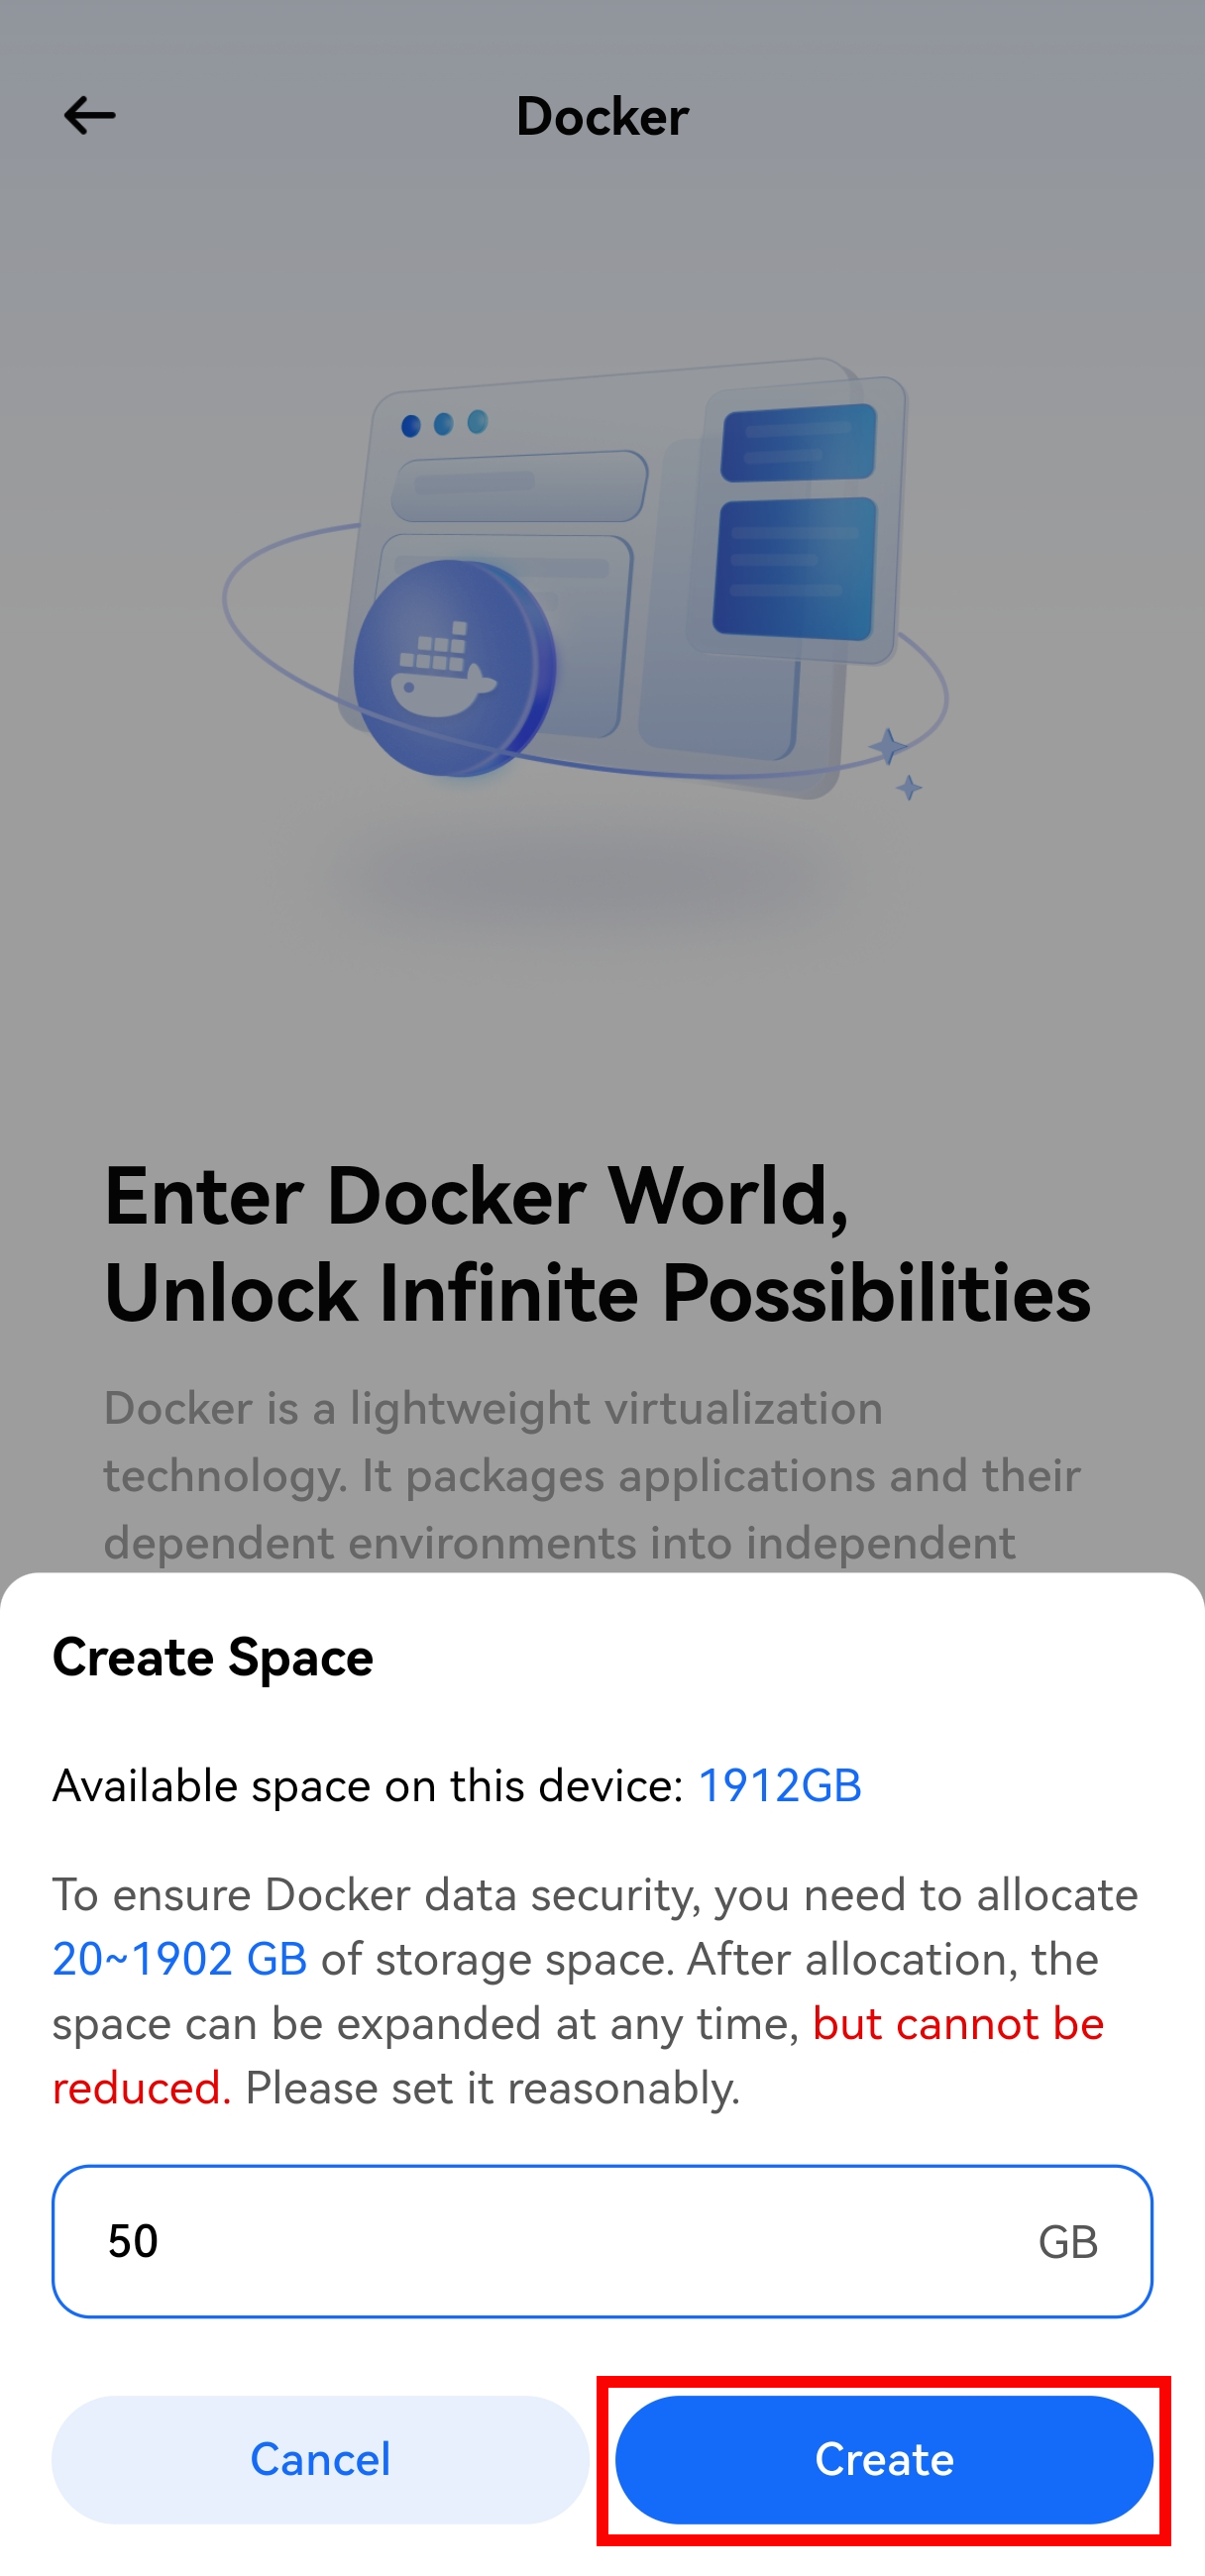 Docker
Enter Docker World,
Unlock Infinite Possibilities
Docker is a lightweight virtualization
technology. It packages applications and their
dependent environments into independent
Create Space
Available space on this device: 1912GB
To ensure Docker data security, you need to allocate
20~1902 GB of storage space. After allocation, the
space can be expanded at any time, but cannot be
reduced. Please set it reasonably.
50 GB
Cancel Create